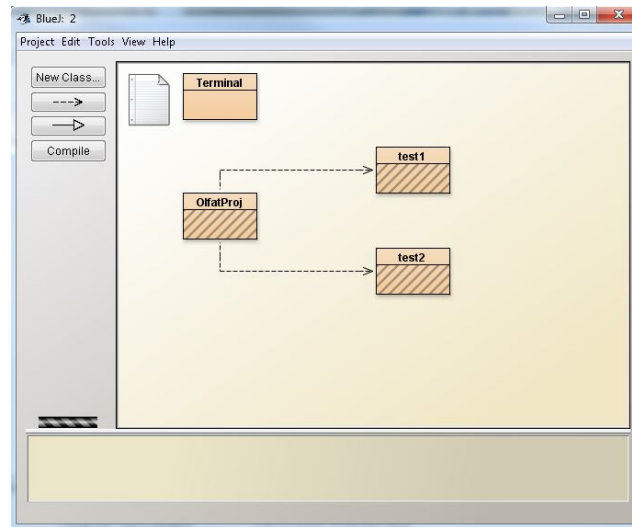 BlueJ: 2
Project Edit Tools View Help
New Class...
Compile
Terminal
test1
OlfatProj
test2